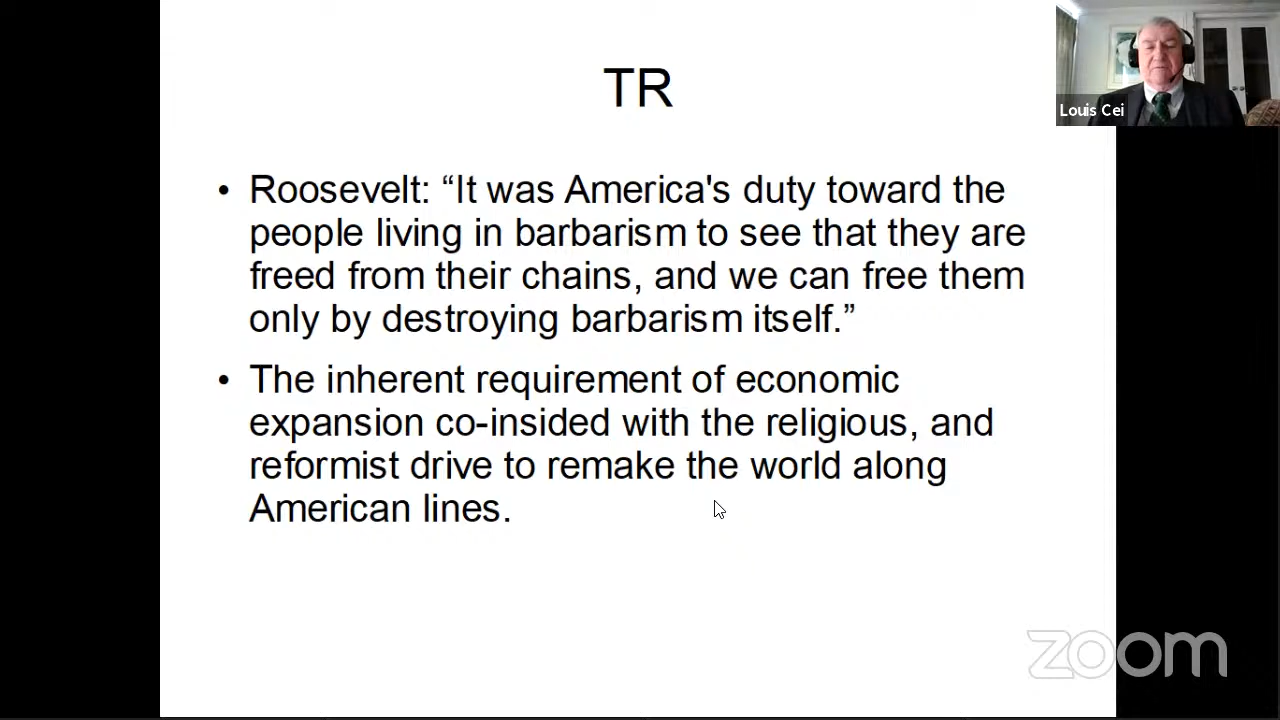 TR
Louis Cei
• Roosevelt: “It was America's duty toward the
people living in barbarism to see that they are
freed from their chains, and we can free them
only by destroying barbarism itself.”
• The inherent requirement of economic
expansion co-insided with the religious, and
reformist drive to remake the world along
American lines.
zoom